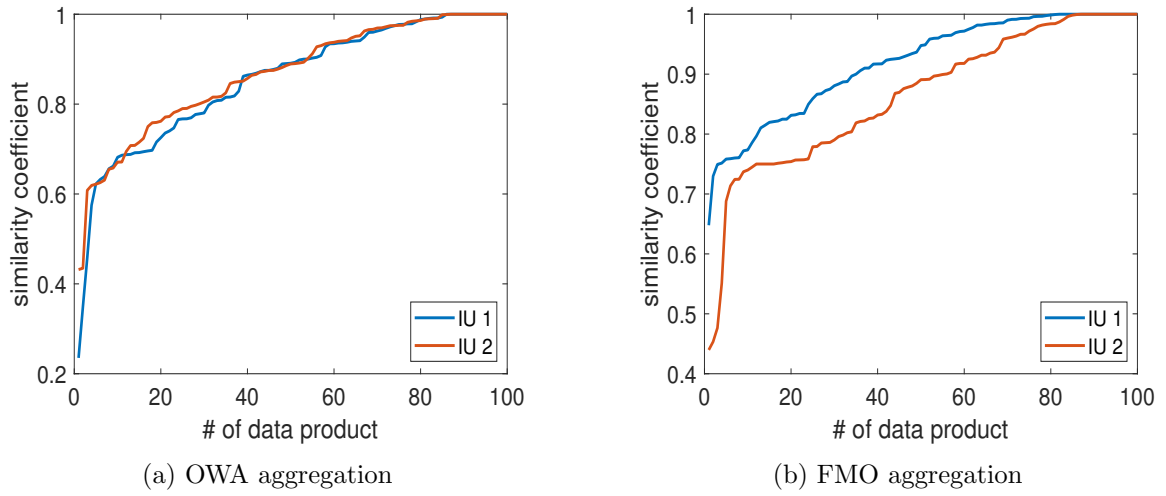 1
0.8
0.6
0.4
0.2
similarity coefficient
0 20 40 60 80 100
# of data product
IU 1
IU 2
(a) OWA aggregation
1
0.9
0.8
0.7
0.6
0.5
0.4
similarity coefficient
0 20 40 60 80 100
# of data product
IU 1
IU 2
(b) FMO aggregation